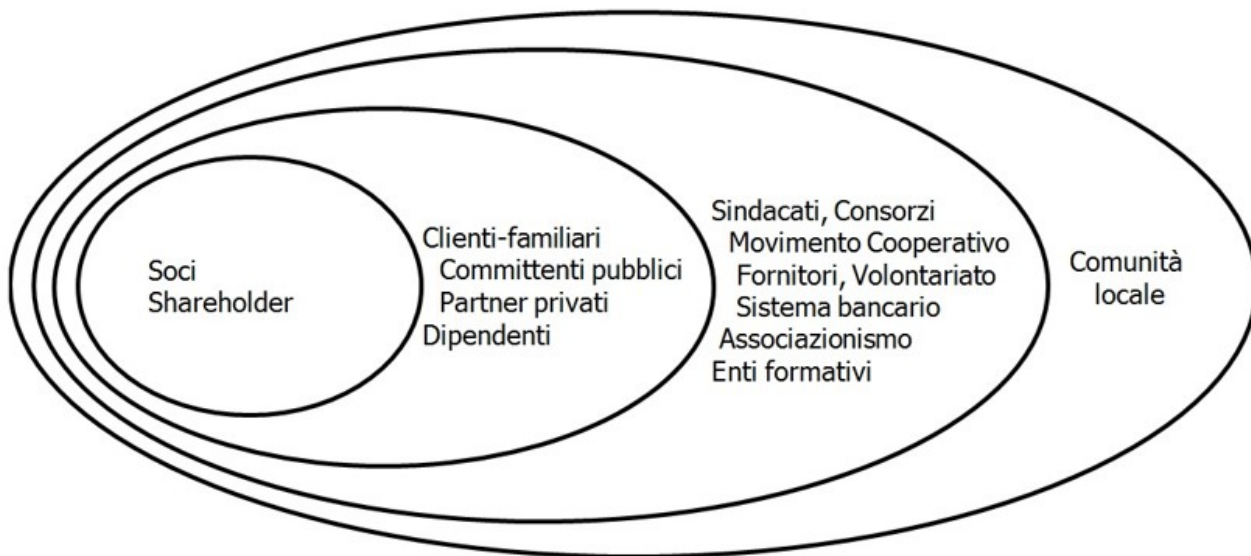 Soci
Shareholder
Clienti-familiari
Committenti pubblici
Partner privati
Dipendenti
Sindacati, Consorzi
Movimento Cooperativo
Fornitori, Volontariato
Sistema bancario
Associazionismo
Enti formativi
Comunità
locale